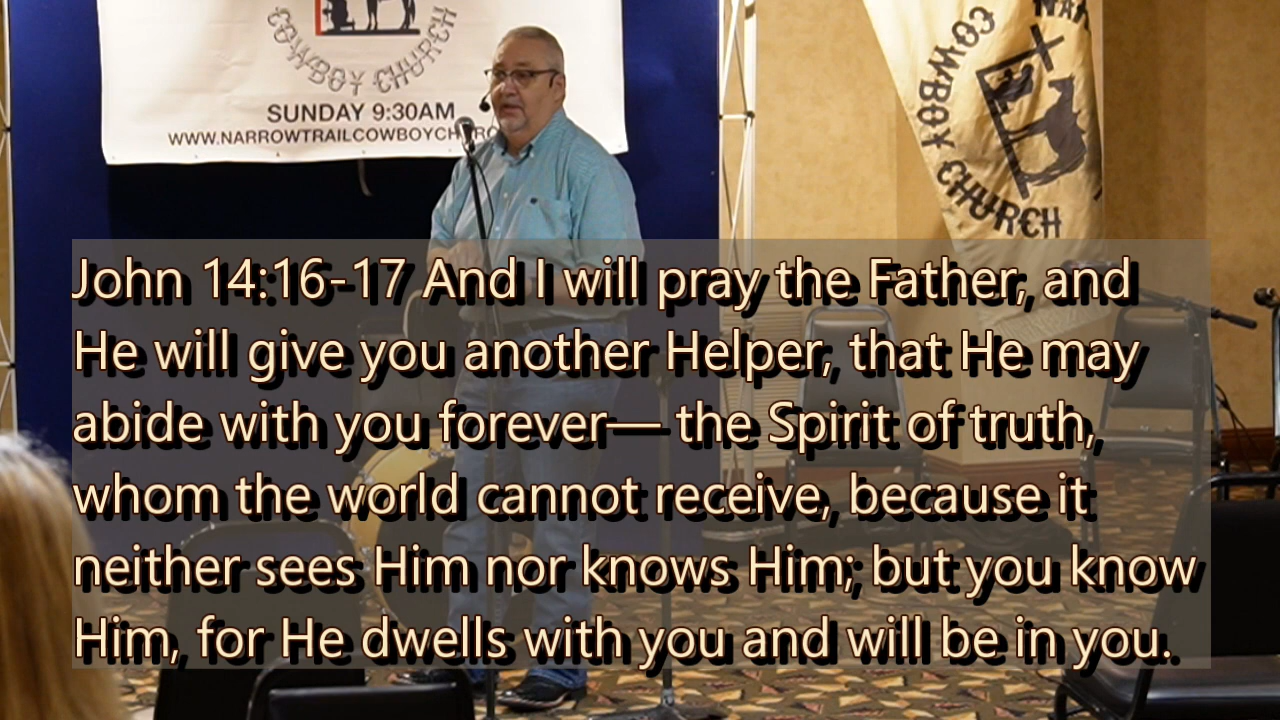 COWBOY CHURCH
SUNDAY 9:30AM
WWW.NARROWTRAILCOWBOYCHURC
COWBOY CHURCH
John 14:16-17 And I will pray the Father, and
He will give you another Helper, that He may
abide with you forever— the Spirit of truth,
whom the world cannot receive, because it
neither sees Him nor knows Him; but you know
Him, for He dwells with you and will be in you.